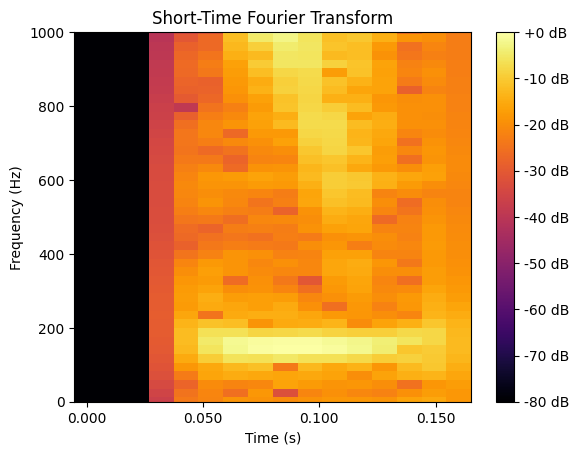 Short-Time Fourier Transform
1000
800
600
400
200
0
Frequency (Hz)
0.000
0.050
0.100
0.150
Time (s)
+0 dB
-10 dB
-20 dB
-30 dB
-40 dB
-50 dB
-60 dB
-70 dB
-80 dB